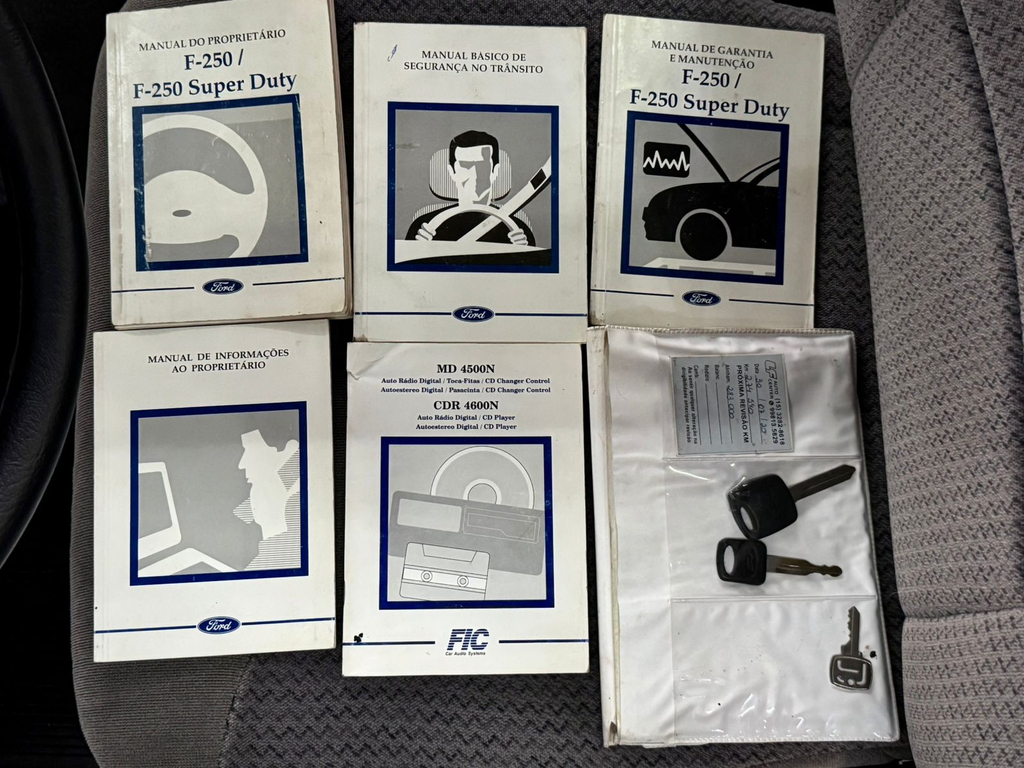 MANUAL DO PROPRIETÁRIO
F-250 /
F-250 Super Duty
Ford
MANUAL BÁSICO DE
SEGURANÇA NO TRÂNSITO
Ford
MANUAL DE GARANTIA
E MANUTENÇÃO
F-250 /
F-250 Super Duty
Ford
MANUAL DE INFORMAÇÕES
AO PROPRIETÁRIO
Ford
MD 4500N
Auto Rádio Digital / Toca-Fitas / CD Changer Control
Autoestereo Digital / Pasacinta / CD Changer Control
CDR 4600N
Auto Rádio Digital / CD Player
Autoestereo Digital / CD Player
FIC
Car Audio Systems
PRÓXIMA REVISÃO KM
283.000